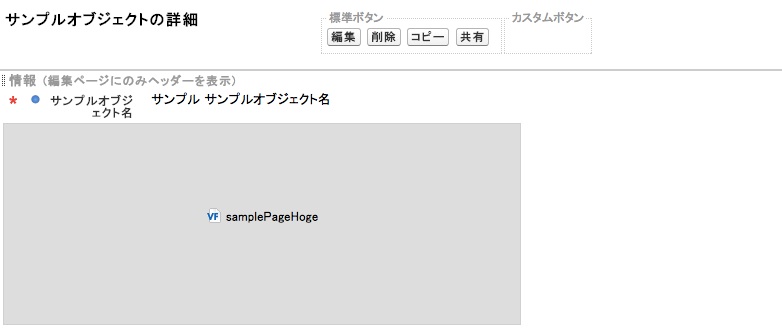 サンプルオブジェクトの詳細
標準ボタン
カスタムボタン
編集 削除 コピー 共有
情報 (編集ページにのみヘッダーを表示)
* サンプルオブジ
ェクト名
サンプル サンプルオブジェクト名
VF samplePageHoge